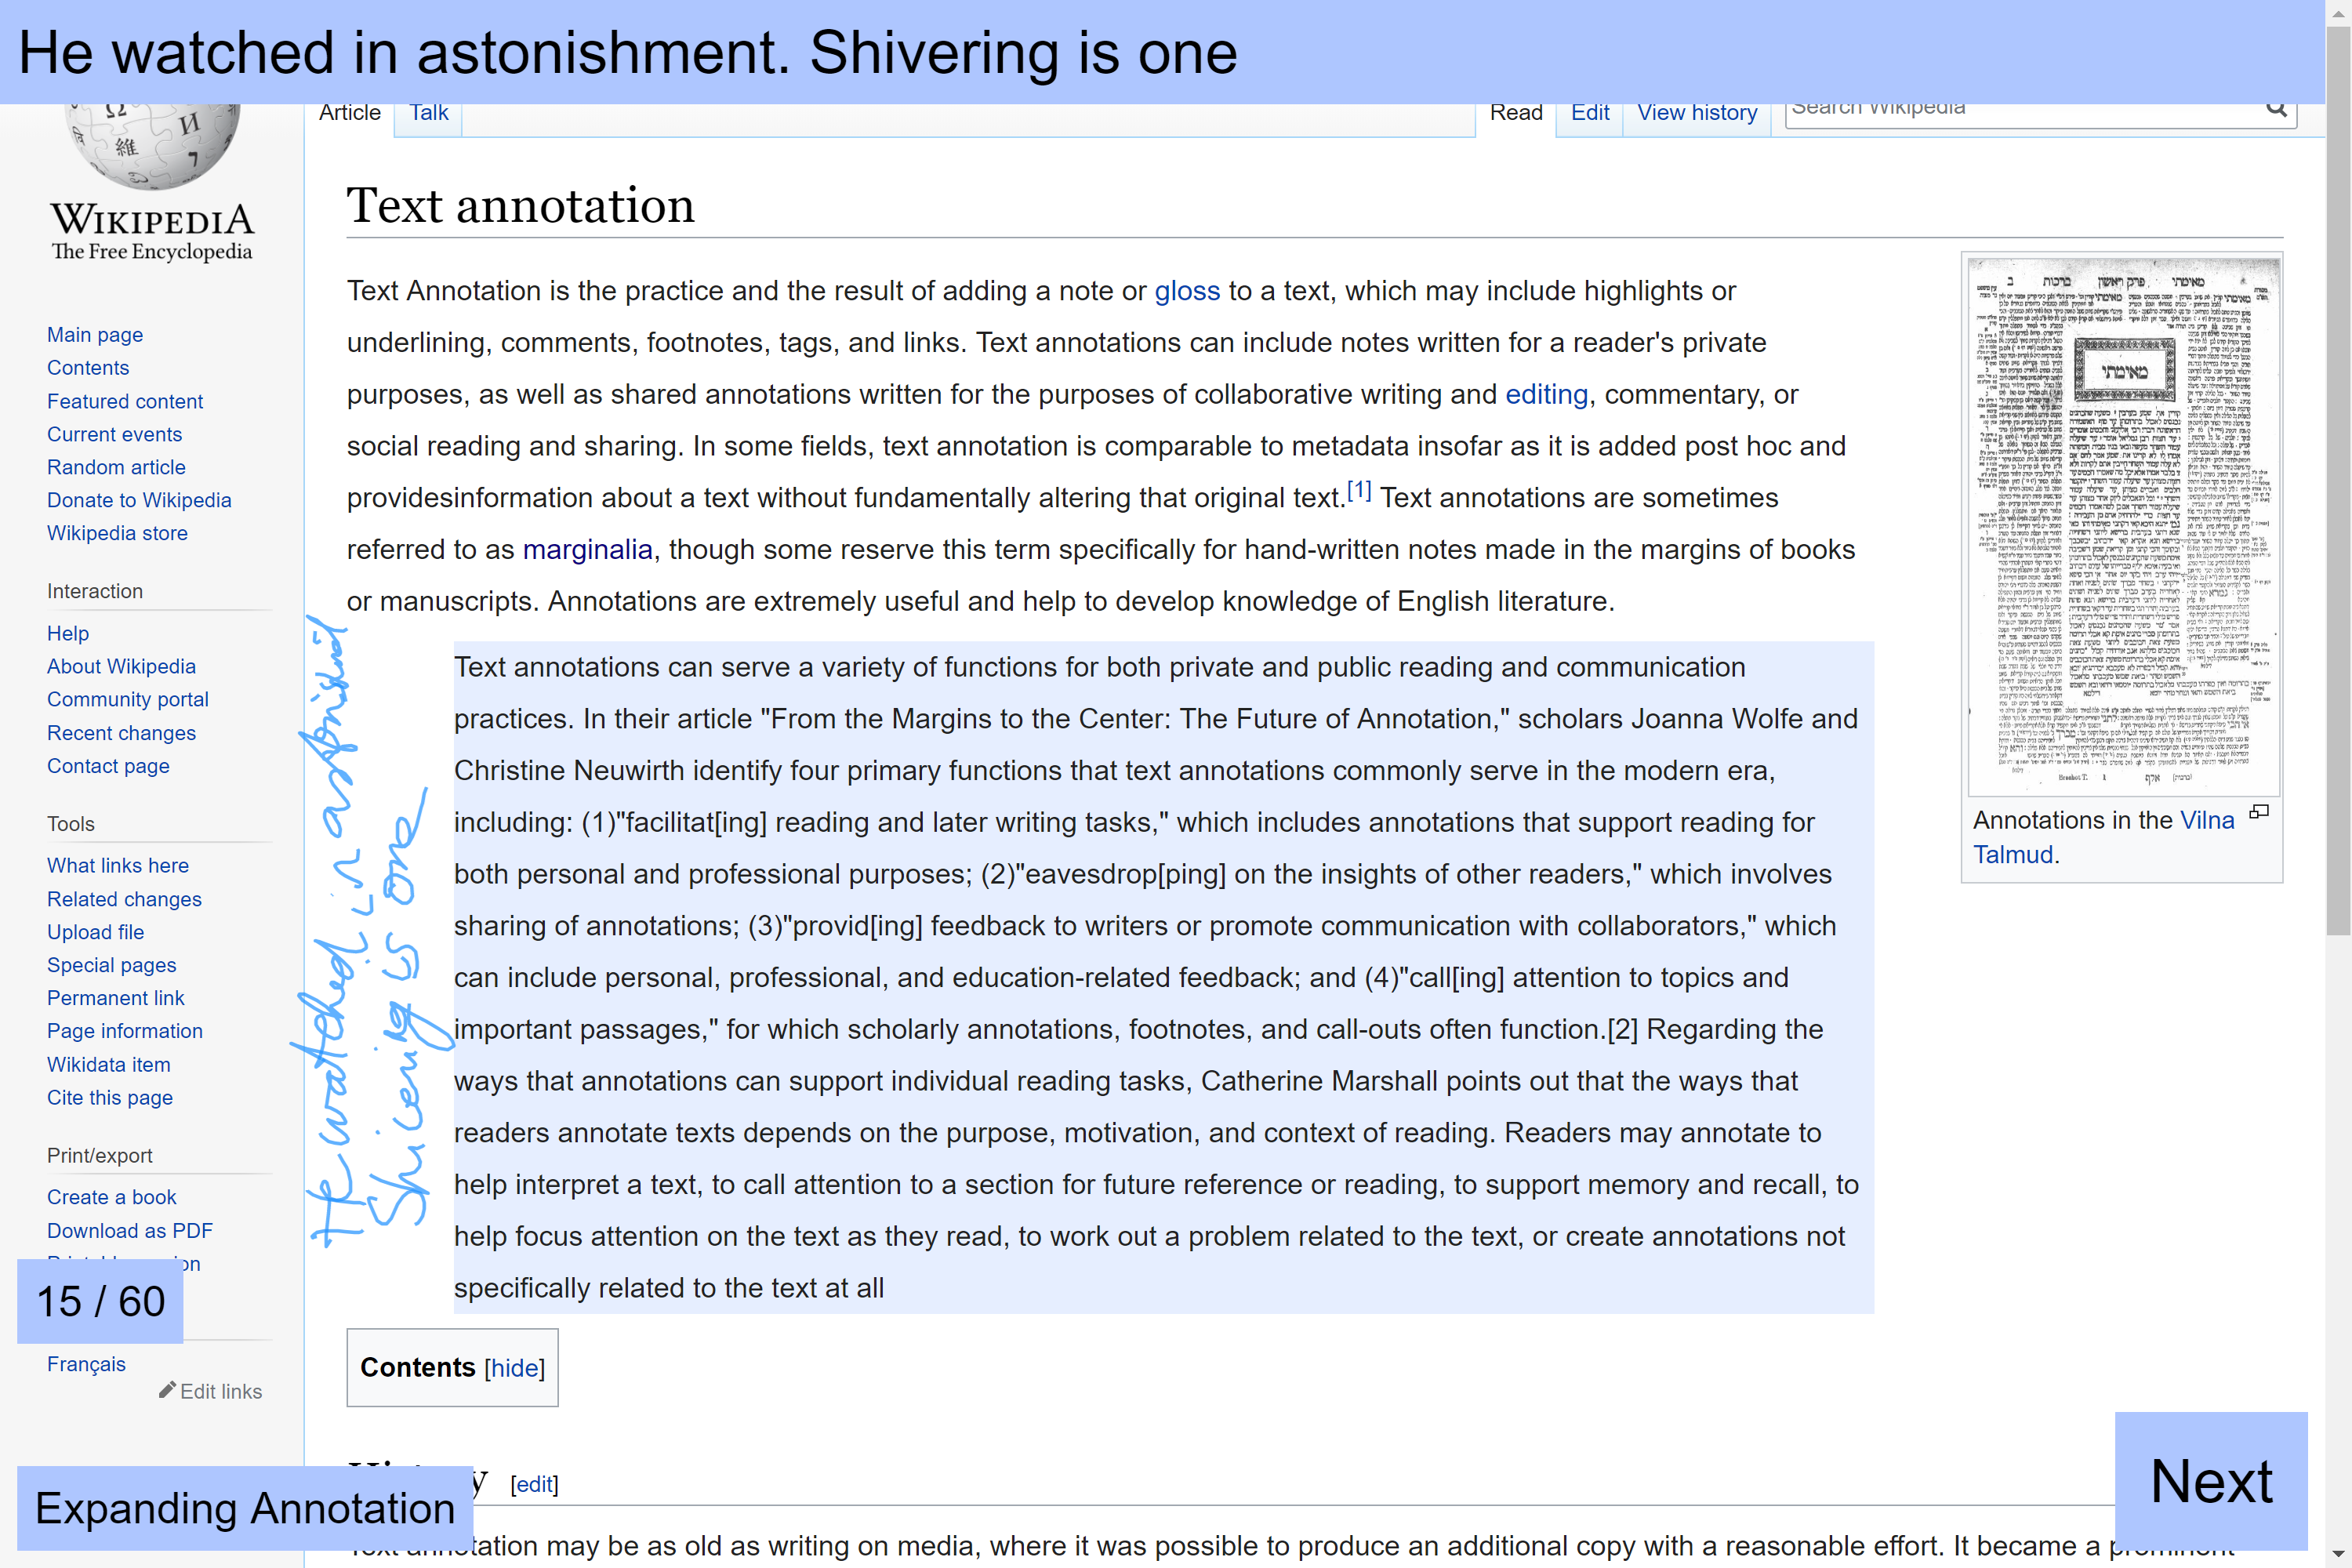 He watched in astonishment. Shivering is one
Article
Talk
Read
Edit
View history
Search Wikipedia
WIKIPEDIA
The Free Encyclopedia
Main page
Contents
Featured content
Current events
Random article
Donate to Wikipedia
Wikipedia store
Interaction
Help
About Wikipedia
Community portal
Recent changes
Contact page
Tools
What links here
Related changes
Upload file
Special pages
Permanent link
Page information
Wikidata item
Cite this page
Print/export
Create a book
Download as PDF
15 / 60
Français
Edit links
Expanding Annotation
Text annotation
Text Annotation is the practice and the result of adding a note or gloss to a text, which may include highlights or
underlining, comments, footnotes, tags, and links. Text annotations can include notes written for a reader's private
purposes, as well as shared annotations written for the purposes of collaborative writing and editing, commentary, or
social reading and sharing. In some fields, text annotation is comparable to metadata insofar as it is added post hoc and
providesinformation about a text without fundamentally altering that original text.[1] Text annotations are sometimes
referred to as marginalia, though some reserve this term specifically for hand-written notes made in the margins of books
or manuscripts. Annotations are extremely useful and help to develop knowledge of English literature.
He watched in
Shivering is one
Text annotations can serve a variety of functions for both private and public reading and communication
practices. In their article "From the Margins to the Center: The Future of Annotation," scholars Joanna Wolfe and
Christine Neuwirth identify four primary functions that text annotations commonly serve in the modern era,
including: (1)"facilitat[ing] reading and later writing tasks," which includes annotations that support reading for
both personal and professional purposes; (2)"eavesdrop[ping] on the insights of other readers," which involves
sharing of annotations; (3)"provid[ing] feedback to writers or promote communication with collaborators," which
can include personal, professional, and education-related feedback; and (4)"call[ing] attention to topics and
important passages," for which scholarly annotations, footnotes, and call-outs often function.[2] Regarding the
ways that annotations can support individual reading tasks, Catherine Marshall points out that the ways that
readers annotate texts depends on the purpose, motivation, and context of reading. Readers may annotate to
help interpret a text, to call attention to a section for future reference or reading, to support memory and recall, to
help focus attention on the text as they read, to work out a problem related to the text, or create annotations not
specifically related to the text at all
Contents [hide]
[edit]
annotation may be as old as writing on media, where it was possible to produce an additional copy with a reasonable effort. It became a prominent
מאימתי פרק ראשון ברכות ב
מאימתי
Annotations in the Vilna
Talmud.
Next